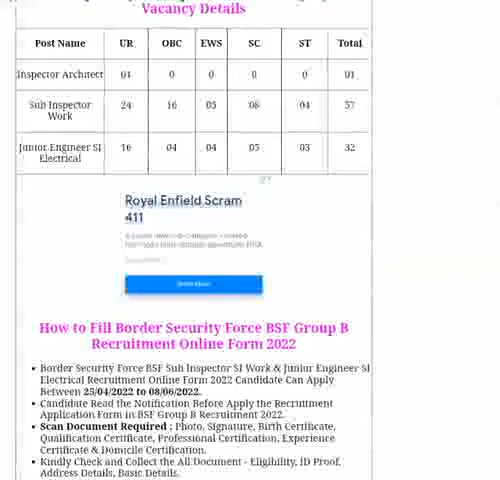 Vacancy Details
Post Name UR OBC EWS SC ST Total
Inspector Architect 01 0 0 0 0 01
Sub Inspector Work 24 16 05 08 04 57
Junior Engineer SI Electrical 16 04 04 05 03 32
Royal Enfield Scram
411
How to Fill Border Security Force BSF Group B
Recruitment Online Form 2022
• Border Security Force BSF Sub Inspector SI Work & Junior Engineer SI
Electrical Recruitment Online Form 2022 Candidate Can Apply
Between 25/04/2022 to 08/06/2022.
• Candidate Read the Notification Before Apply the Recruitment
Application Form in BSF Group B Recruitment 2022.
• Scan Document Required : Photo, Signature, Birth Certificate,
Qualification Certificate, Professional Certification, Experience
Certificate & Domicile Certification.
• Kindly Check and Collect the All Document - Eligibility, ID Proof,
Address Details, Basic Details.